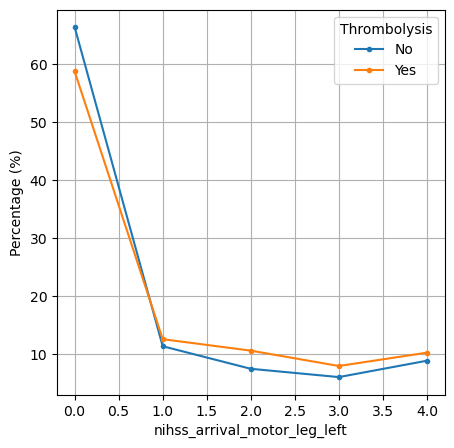 Thrombolysis
No
Yes
60
50
40
30
20
10
Percentage (%)
0.0 0.5 1.0 1.5 2.0 2.5 3.0 3.5 4.0
nihss_arrival_motor_leg_left